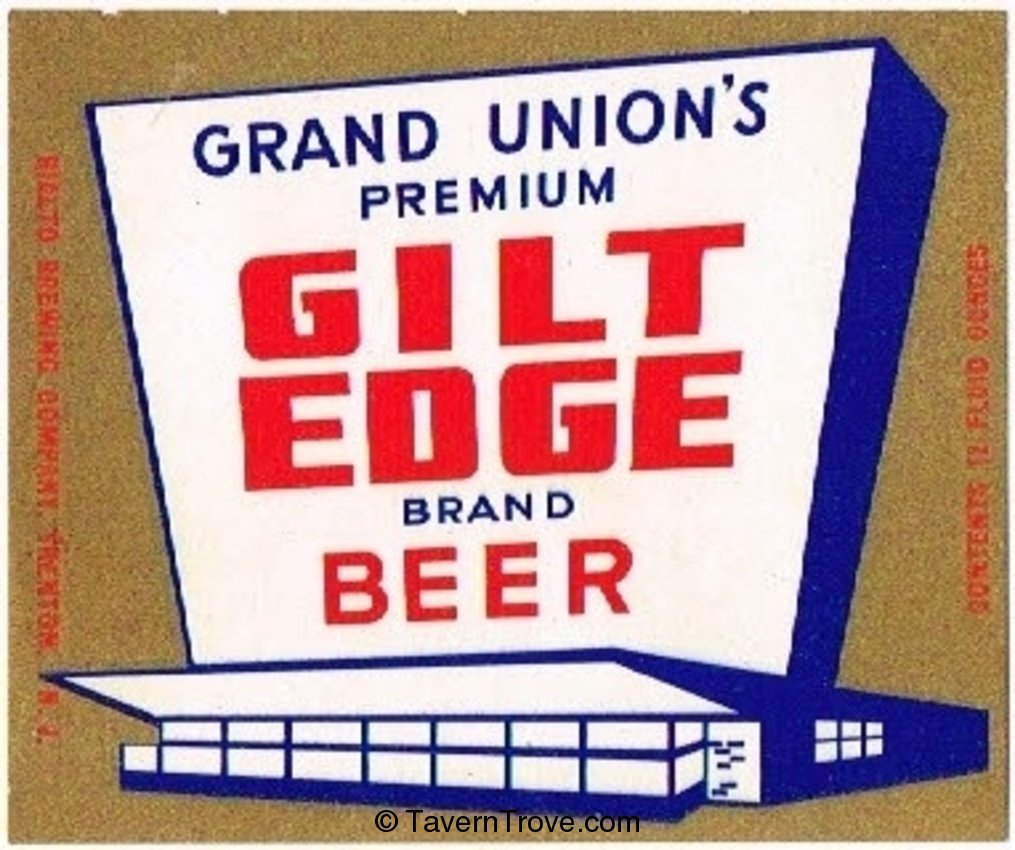 GRAND UNION'S
PREMIUM
GILT
EDGE
BRAND
BEER
RIALTO BREWING COMPANY, TRENTON, N. J.
CONTENTS 12 FLUID OUNCES
© TavernTrove.com